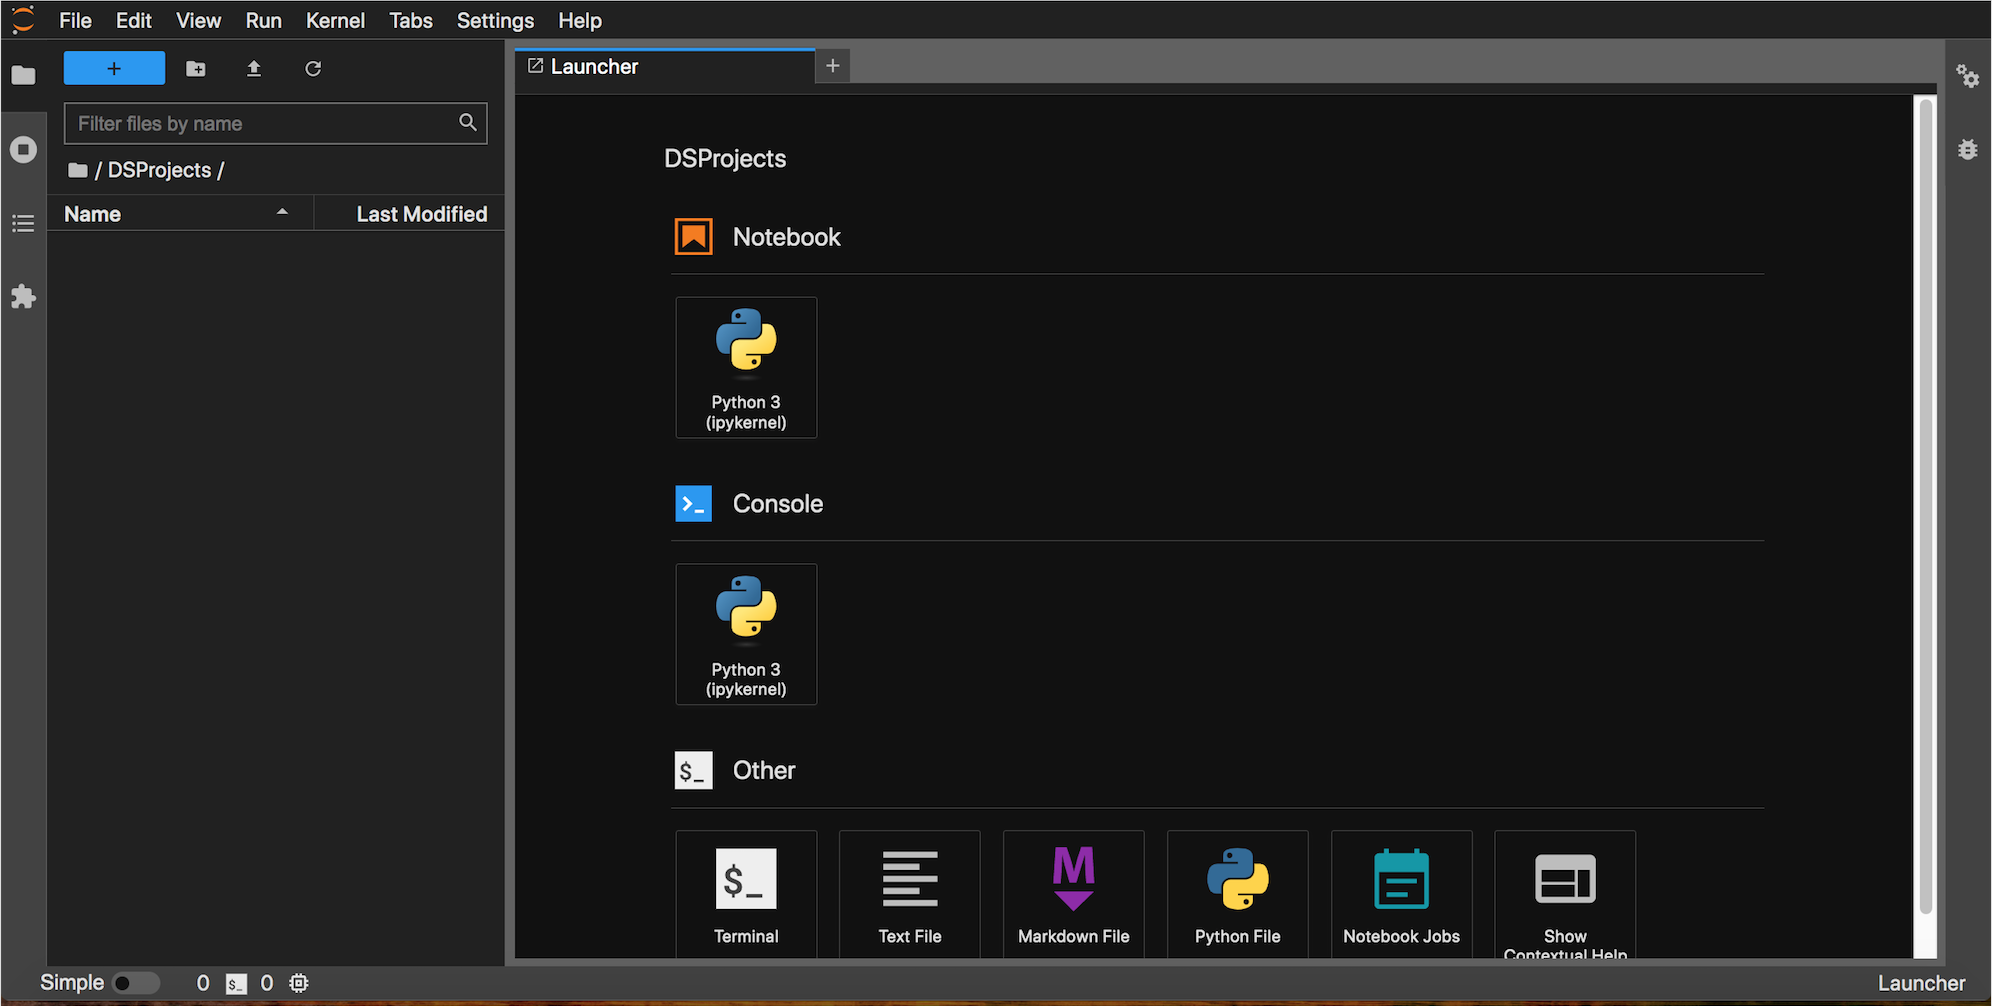 File Edit View Run Kernel Tabs Settings Help
+
Launcher
+
Filter files by name
/ DSProjects /
Name
Last Modified
DSProjects
Notebook
Python 3
(ipykernel)
Console
Python 3
(ipykernel)
$_ Other
$_
Terminal
Text File
M
Markdown File
Python File
Notebook Jobs
Show
Contextual Help
Simple
0 $_ 0
Launcher